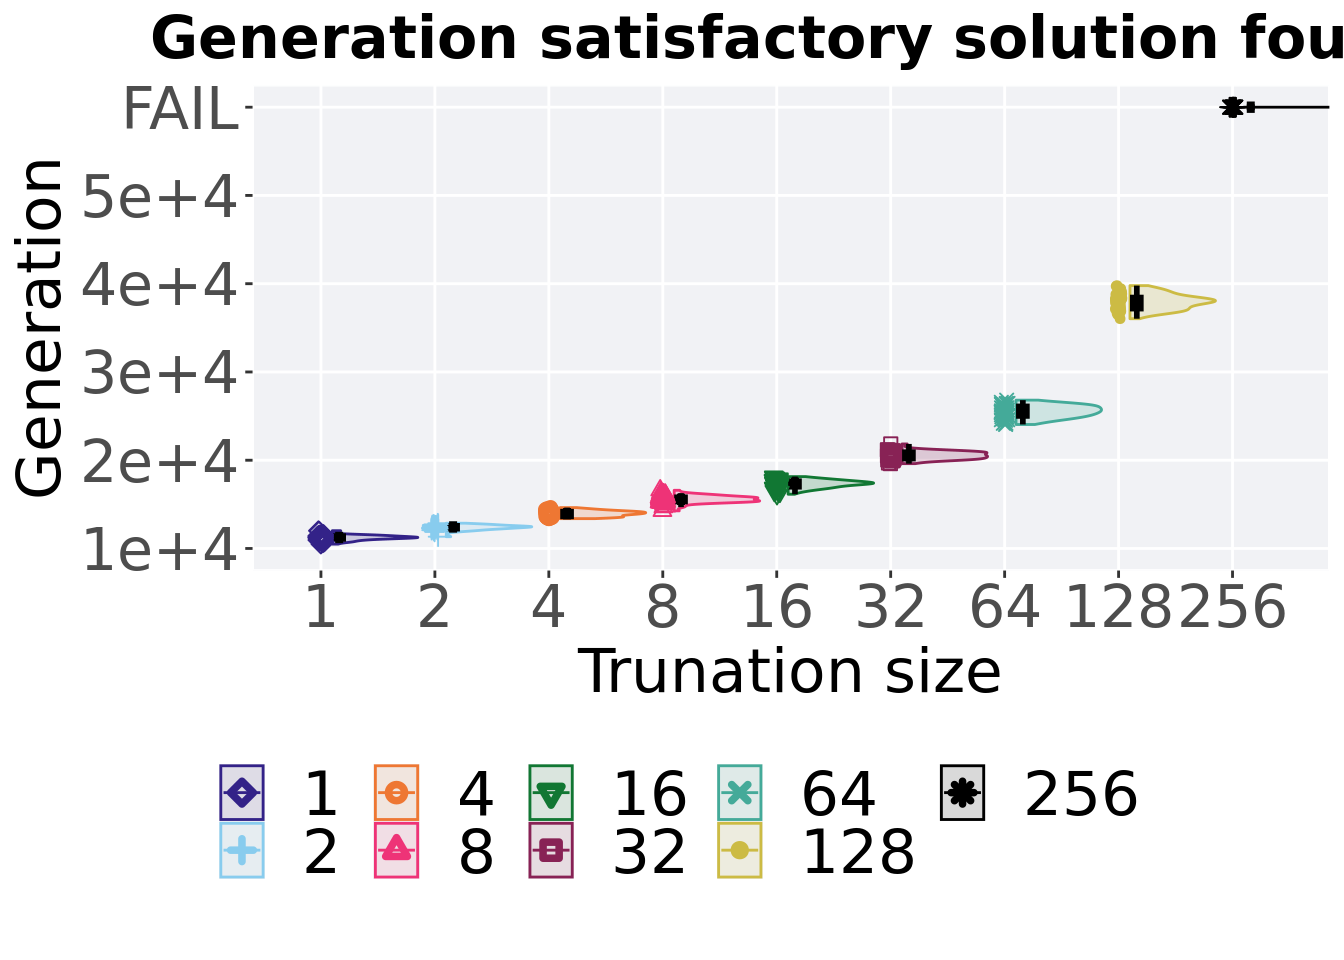 Generation satisfactory solution fou
FAIL
5e+4
4e+4
3e+4
2e+4
1e+4
Generation
1 2 4 8 16 32 64 128 256
Trunation size
1 4 16 64 256
2 8 32 128